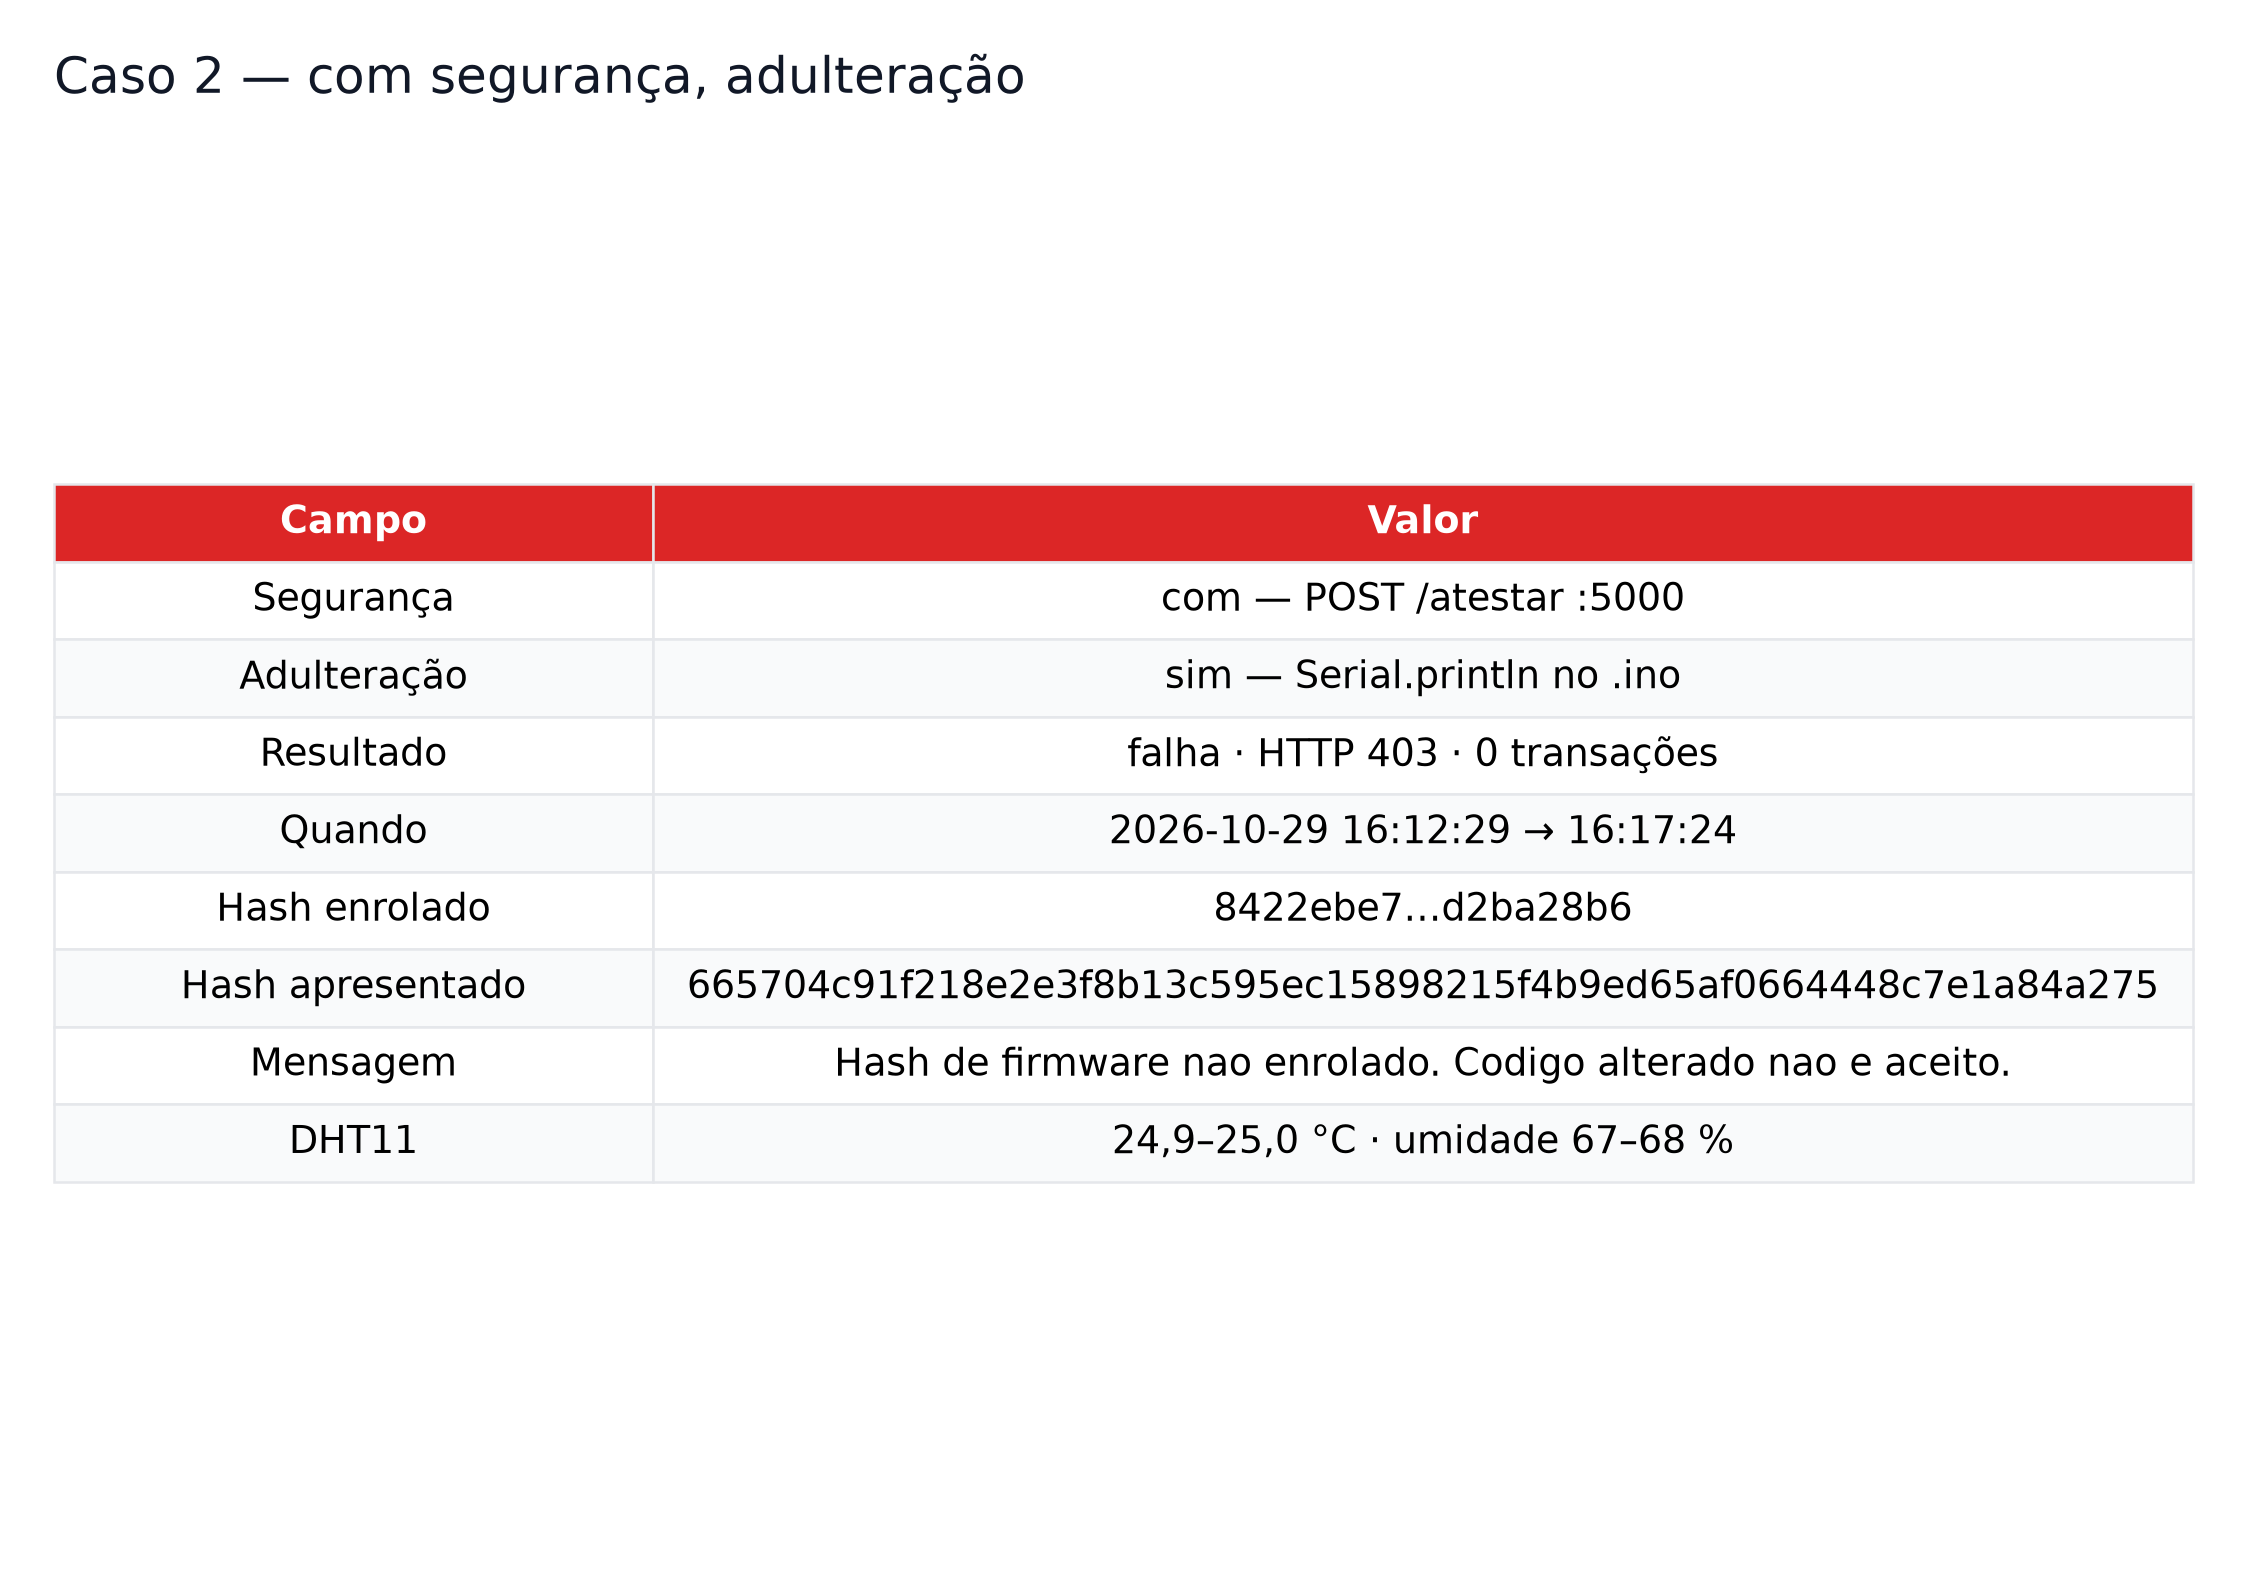 Caso 2 — com segurança, adulteração
Campo Valor
Segurança com — POST /atestar :5000
Adulteração sim — Serial.println no .ino
Resultado falha · HTTP 403 · 0 transações
Quando 2026-10-29 16:12:29 → 16:17:24
Hash enrolado 8422ebe7…d2ba28b6
Hash apresentado 665704c91f218e2e3f8b13c595ec15898215f4b9ed65af0664448c7e1a84a275
Mensagem Hash de firmware nao enrolado. Codigo alterado nao e aceito.
DHT11 24,9–25,0 °C · umidade 67–68 %